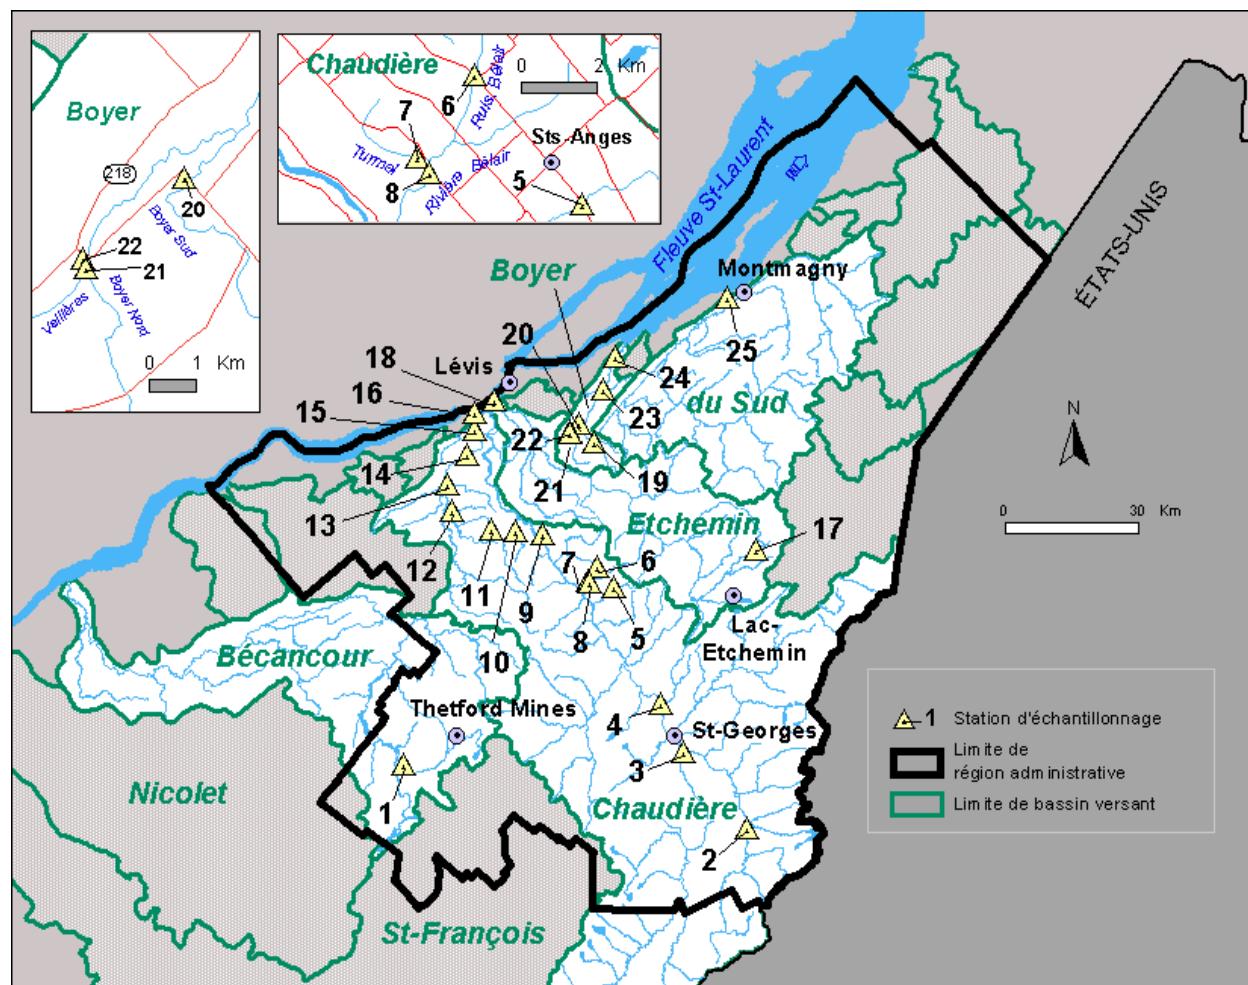 Boyer
218
20
Boyer Sud
22
21
Boyer Nord
0 1 Km
Chaudière
0 2 Km
6
Ruis. Bélair
7
Turmel
Sts-Anges
8
Rivière Bélair
5
Fleuve St-Laurent
ÉTATS-UNIS
Boyer
Montmagny
20
25
18
Lévis
24
16
23
du Sud
15
22
14
21
19
N
13
Etchemin
17
0 30 Km
12
11
7
6
9
8
5
10
Lac-
Etchemin
Bécancour
Thetford Mines
4
St-Georges
3
1
Nicolet
Chaudière
2
St-François
1 Station d'échantillonnage
Limite de
région administrative
Limite de bassin versant